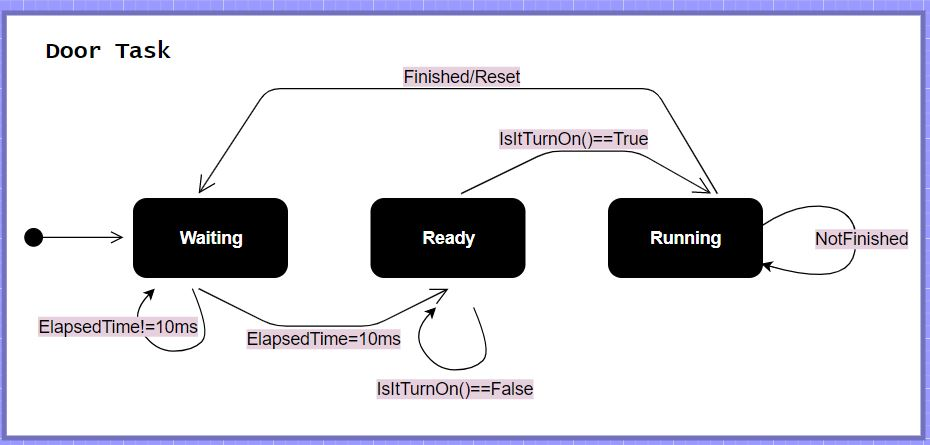 Door Task
Finished/Reset
IsItTurnOn()==True
Waiting
Ready
Running
NotFinished
ElapsedTime!=10ms
ElapsedTime=10ms
IsItTurnOn()==False